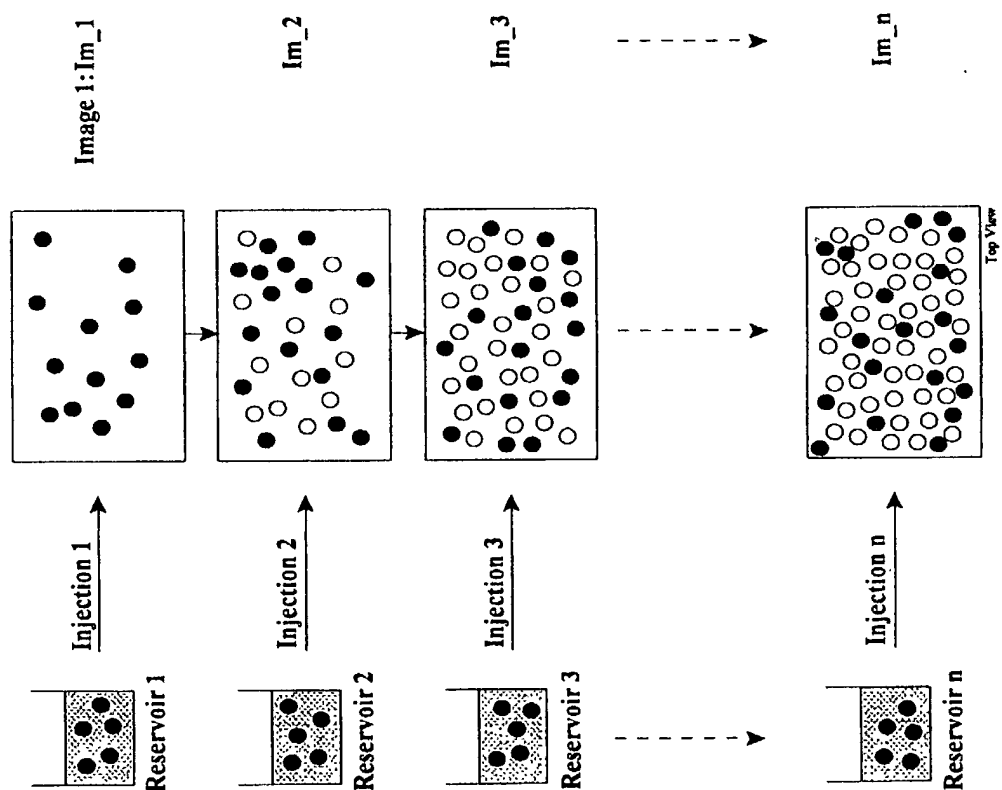 Image 1:Im_1
Im_2
Im_3
Im_n
Top View
Injection 1
Injection 2
Injection 3
Injection n
Reservoir 1
Reservoir 2
Reservoir 3
Reservoir n